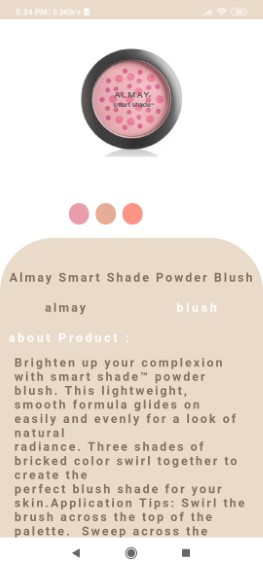 5:34 PM | 0.0KB/s
ALMAY
smart shade™
Almay Smart Shade Powder Blush
almay
blush
about Product :
Brighten up your complexion
with smart shade™ powder
blush. This lightweight,
smooth formula glides on
easily and evenly for a look of
natural
radiance. Three shades of
bricked color swirl together to
create the
perfect blush shade for your
skin.Application Tips: Swirl the
brush across the top of the
palette.  Sweep across the